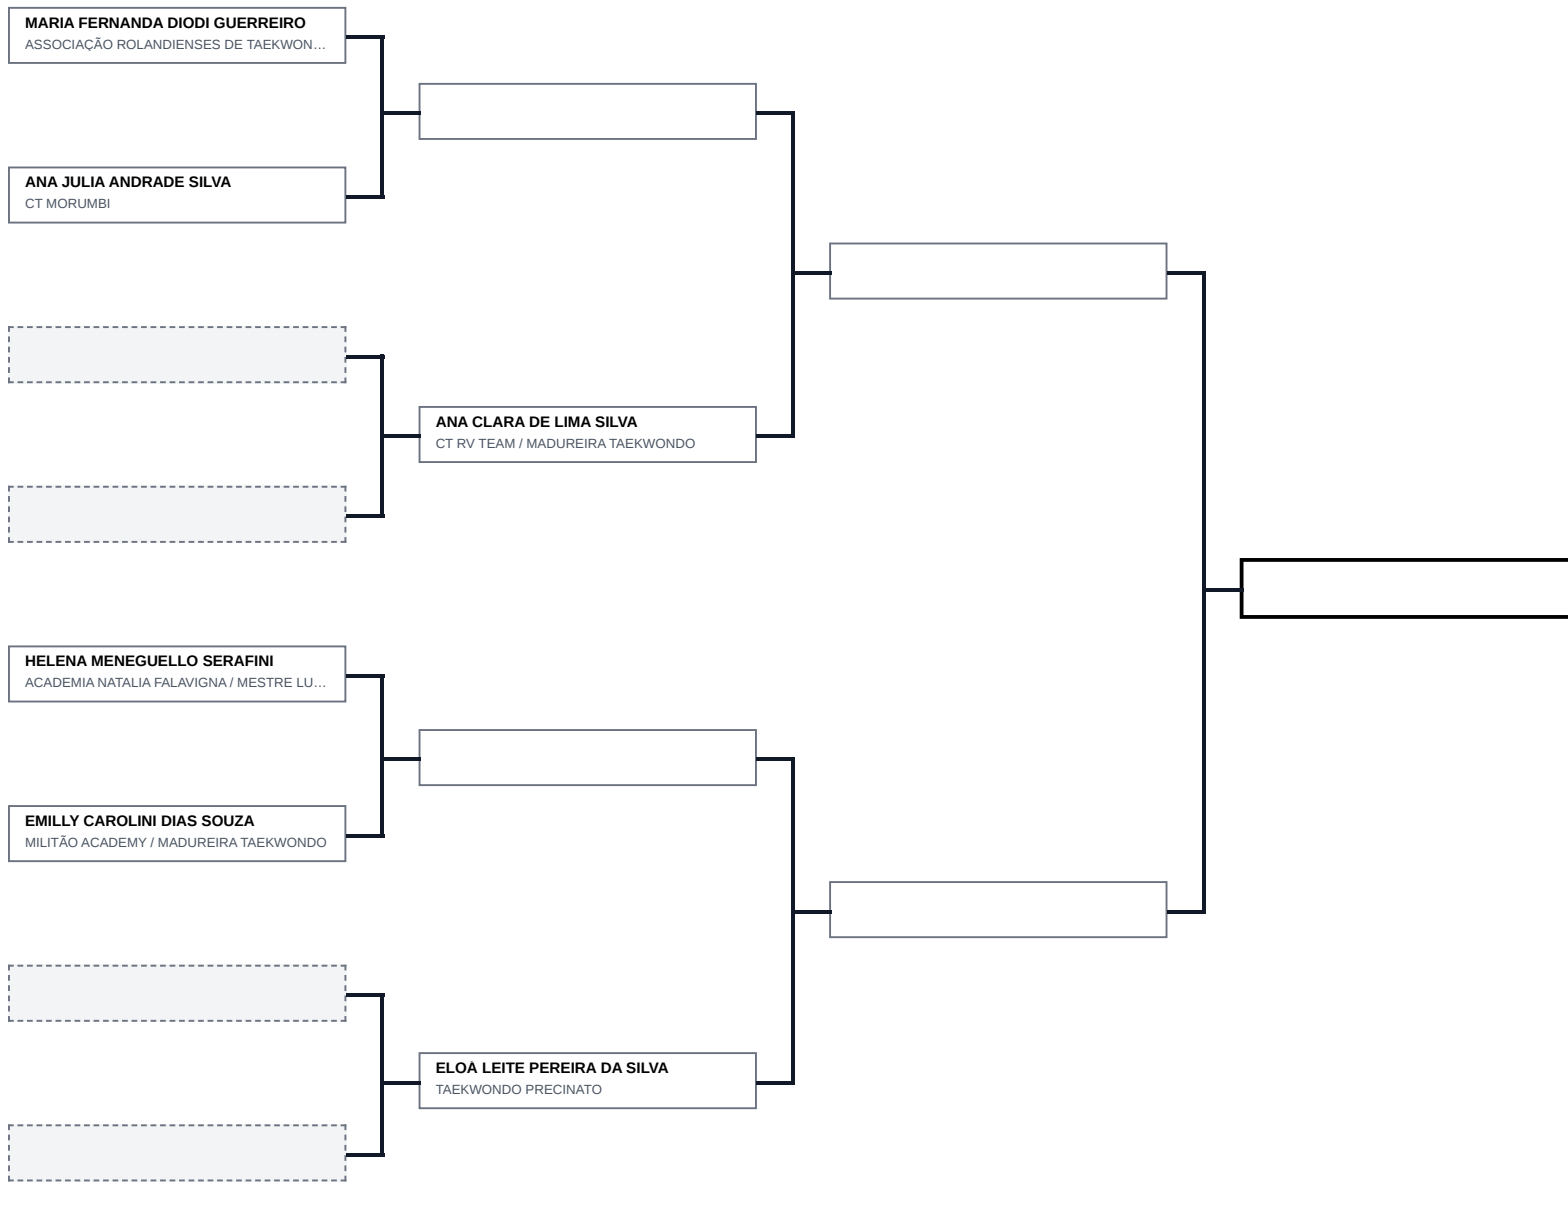 MARIA FERNANDA DIODI GUERREIRO
ASSOCIAÇÃO ROLANDIENSES DE TAEKWON...
ANA JULIA ANDRADE SILVA
CT MORUMBI
ANA CLARA DE LIMA SILVA
CT RV TEAM / MADUREIRA TAEKWONDO
HELENA MENEGUELLO SERAFINI
ACADEMIA NATALIA FALAVIGNA / MESTRE LU...
EMILLY CAROLINI DIAS SOUZA
MILITÃO ACADEMY / MADUREIRA TAEKWONDO
ELOÁ LEITE PEREIRA DA SILVA
TAEKWONDO PRECINATO